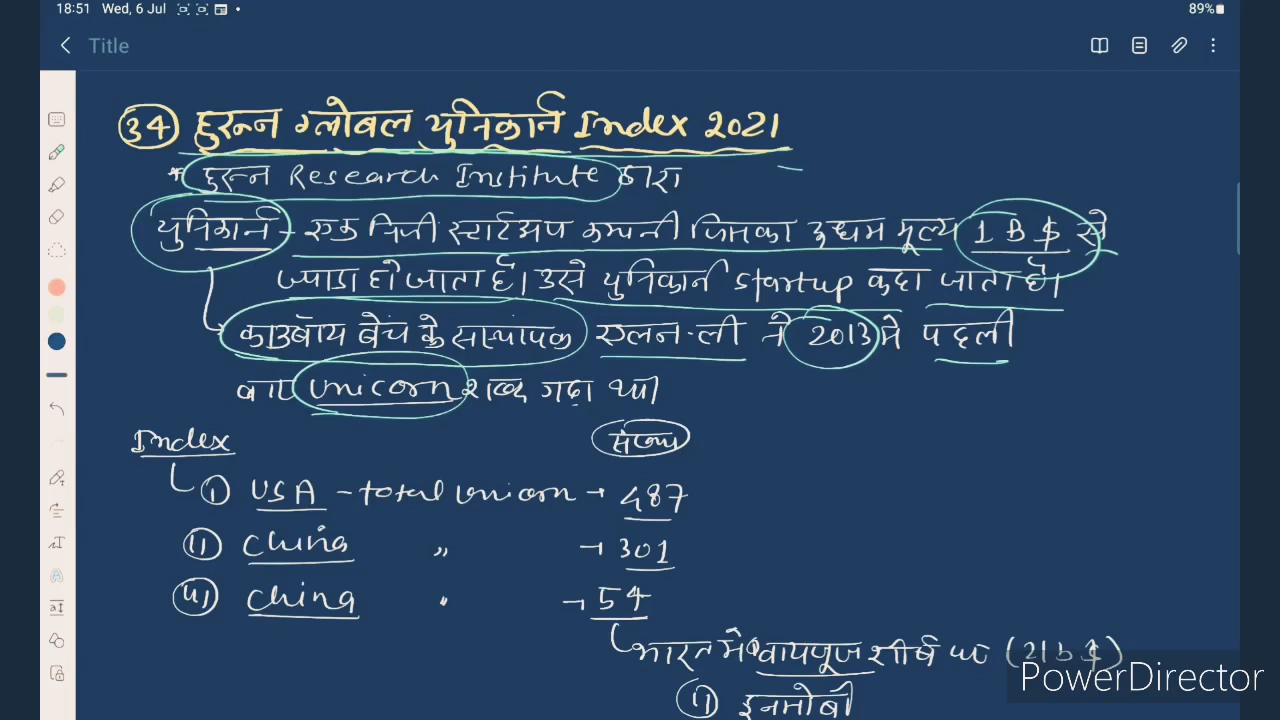 18:51 Wed, 6 Jul 89%
Title
34) हुरून ग्लोबल युनिकार्न Index 2021
* हुरून Research Institute द्वारा
युनिकार्न - एक निजी स्टार्टअप कम्पनी जिसका उद्यम मूल्य 1 B $ से
ज्यादा हो जाता है। उसे युनिकार्न startup कहा जाता है।
काउबॉय बेंच के संस्थापक एलन-ली ने 2013 मे पहली
बार unicorn शब्द गढ़ा था।
Index संख्या
(i) USA - total unicorn → 487
(ii) China " → 301
China " → 54
भारत मे वायजूज शीर्ष पर (21 b $)
PowerDirector
इनमोबी